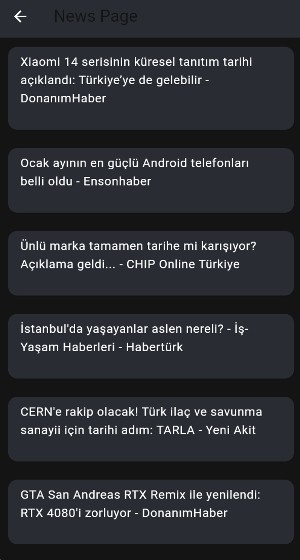 News Page
Xiaomi 14 serisinin küresel tanıtım tarihi
açıklandı: Türkiye'ye de gelebilir -
DonanımHaber
Ocak ayının en güçlü Android telefonları
belli oldu - Ensonhaber
Ünlü marka tamamen tarihe mi karışıyor?
Açıklama geldi... - CHIP Online Türkiye
İstanbul'da yaşayanlar aslen nereli? - İş-
Yaşam Haberleri - Habertürk
CERN'e rakip olacak! Türk ilaç ve savunma
sanayii için tarihi adım: TARLA - Yeni Akit
GTA San Andreas RTX Remix ile yenilendi:
RTX 4080'i zorluyor - DonanımHaber